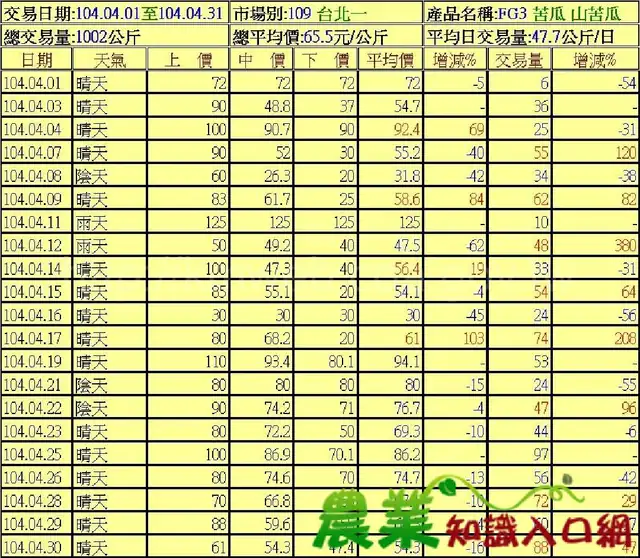 交易日期:104.04.01至104.04.31 市場別:109 台北一 產品名稱:FG3 苦瓜 山苦瓜
總交易量:1002公斤 總平均價:65.5元/公斤 平均日交易量:47.7公斤/日
日期 天氣 上 價 中 價 下 價 平均價 增減% 交易量 增減%
104.04.01 晴天 72 72 72 72 -5 6 -54
104.04.03 晴天 90 48.8 37 54.7 - 36 -
104.04.04 晴天 100 90.7 90 92.4 69 25 -31
104.04.07 晴天 90 52 30 55.2 -40 55 120
104.04.08 陰天 60 26.3 20 31.8 -42 34 -38
104.04.09 晴天 83 61.7 25 58.6 84 62 82
104.04.11 雨天 125 125 125 125 - 10 -
104.04.12 雨天 50 49.2 40 47.5 -62 48 380
104.04.14 晴天 100 47.3 40 56.4 19 33 -31
104.04.15 晴天 85 55.1 20 54.1 -4 54 64
104.04.16 晴天 30 30 30 30 -45 24 -56
104.04.17 晴天 80 68.2 20 61 103 74 208
104.04.19 晴天 110 93.4 80.1 94.1 - 53 -
104.04.21 陰天 80 80 80 80 -15 24 -55
104.04.22 陰天 90 74.2 71 76.7 -4 47 96
104.04.23 晴天 80 72.2 50 69.3 -10 44 -6
104.04.25 晴天 100 86.9 70.1 86.2 - 97 -
104.04.26 晴天 80 74.6 70 74.7 -13 56 -42
104.04.28 晴天 70 66.8 72 29
104.04.29 晴天 88 59.6
104.04.30 晴天 61 54.3 47.4 54.3 -16 88
農業知識入口網